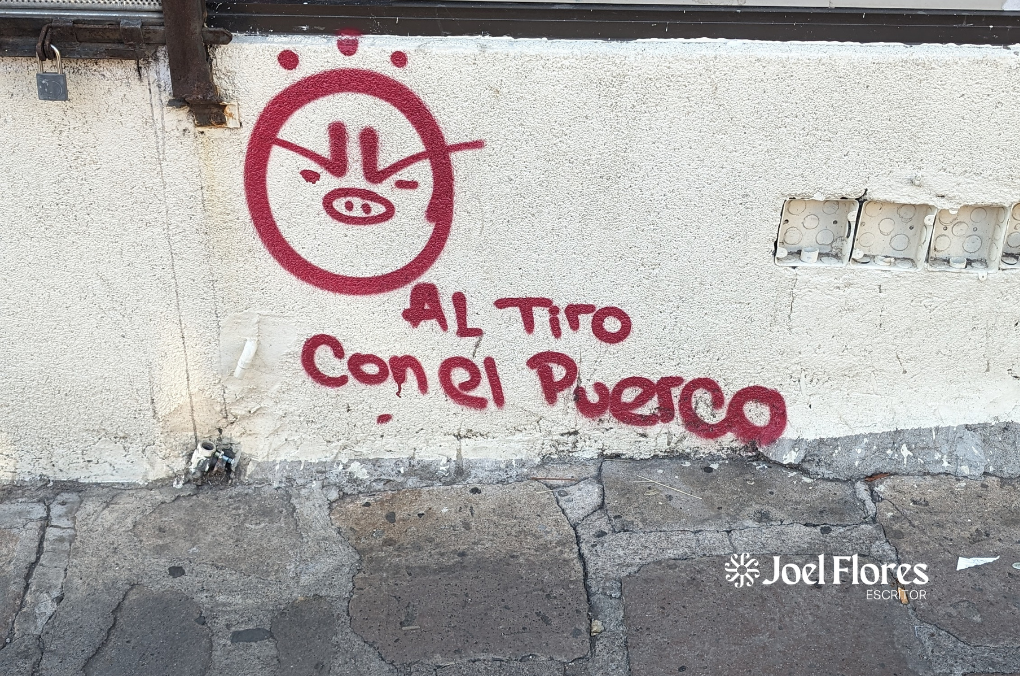 AL Tiro
Con el Puerco
Joel Flores
ESCRITOR